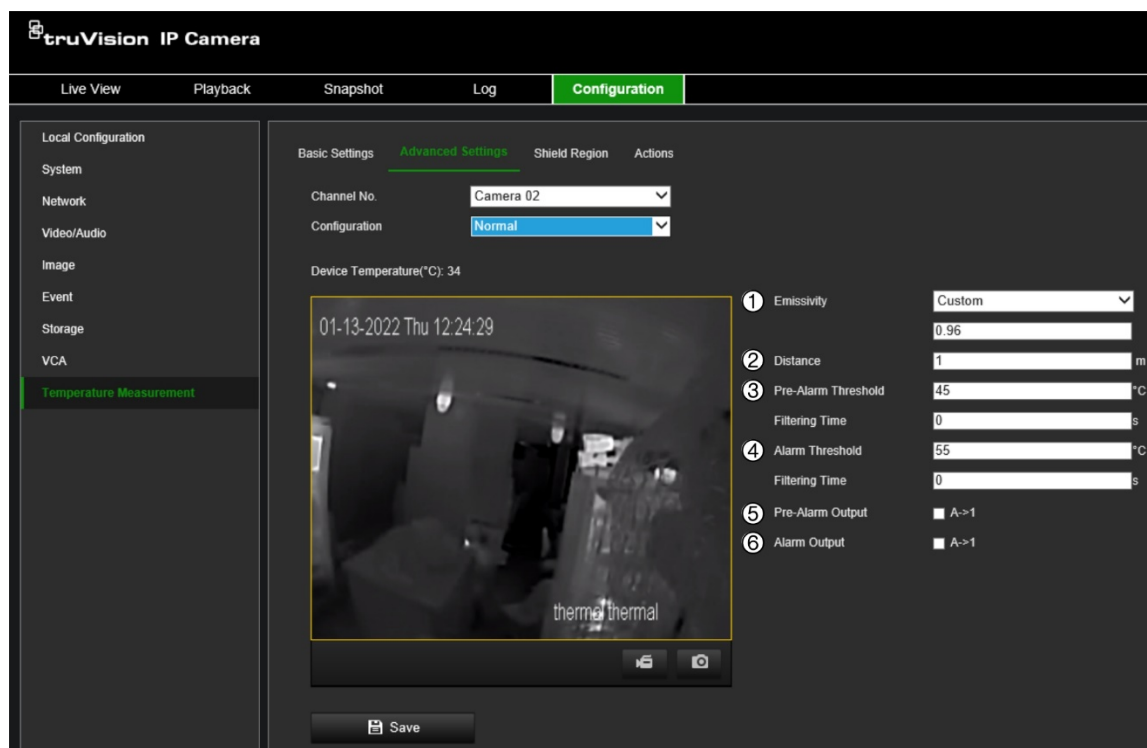 truVision IP Camera
Live View Playback Snapshot Log Configuration
Local Configuration
System
Network
Video/Audio
Image
Event
Storage
VCA
Temperature Measurement
Basic Settings Advanced Settings Shield Region Actions
Channel No. Camera 02
Configuration Normal
Device Temperature(°C): 34
01-13-2022 Thu 12:24:29
thermal thermal
1 Emissivity Custom
0.96
2 Distance 1 m
3 Pre-Alarm Threshold 45 °C
Filtering Time 0 s
4 Alarm Threshold 55 °C
Filtering Time 0 s
5 Pre-Alarm Output A->1
6 Alarm Output A->1
Save